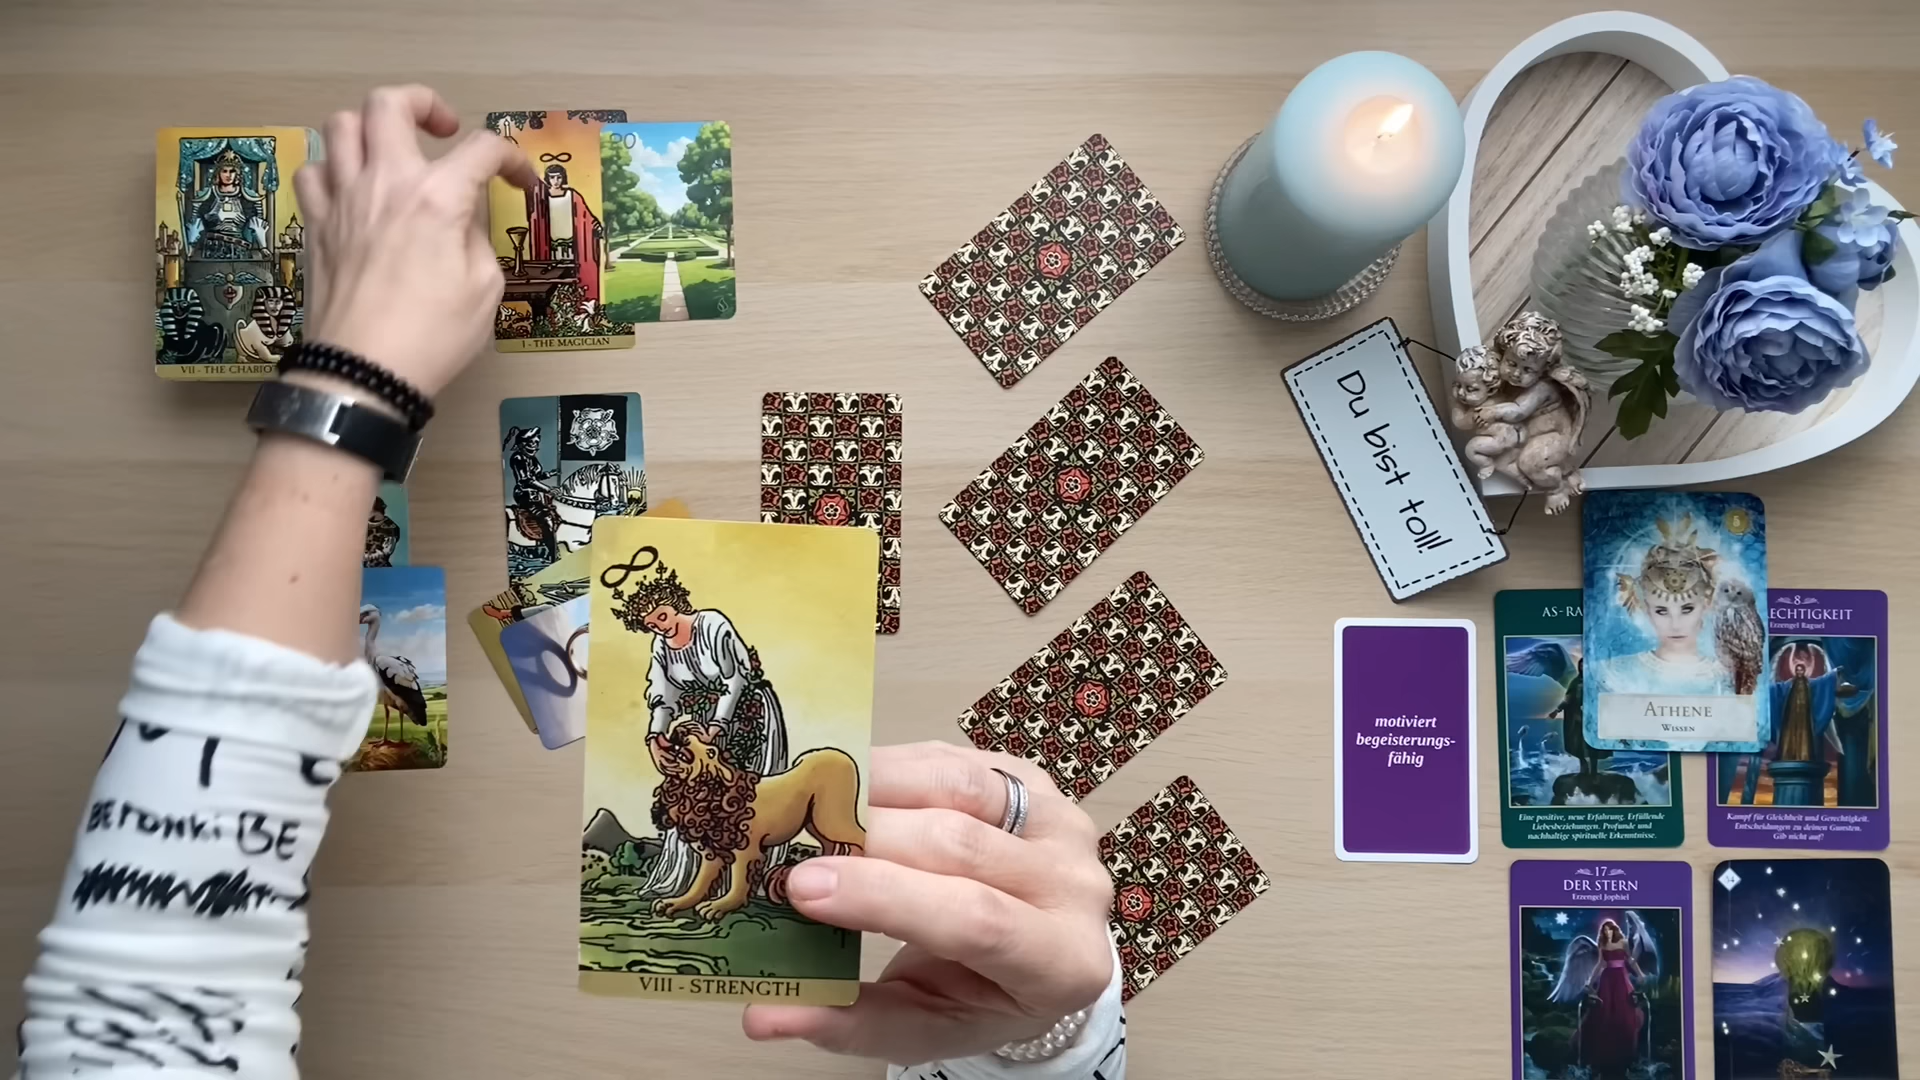 VII - THE CHARIOT
I - THE MAGICIAN
20
VIII - STRENGTH
Du bist toll!
motiviert
begeisterungs-
fähig
AS-RA
Eine positive, neue Erfahrung. Erfüllende
Liebesbeziehungen. Profunde und
nachhaltige spirituelle Erkenntnisse.
5
ATHENE
WISSEN
8
ECHTIGKEIT
Erzengel Raguel
Kampf für Gleichheit und Gerechtigkeit.
Entscheidungen zu deinen Gunsten.
Gib nicht auf!
17
DER STERN
Erzengel Jophiel
BE